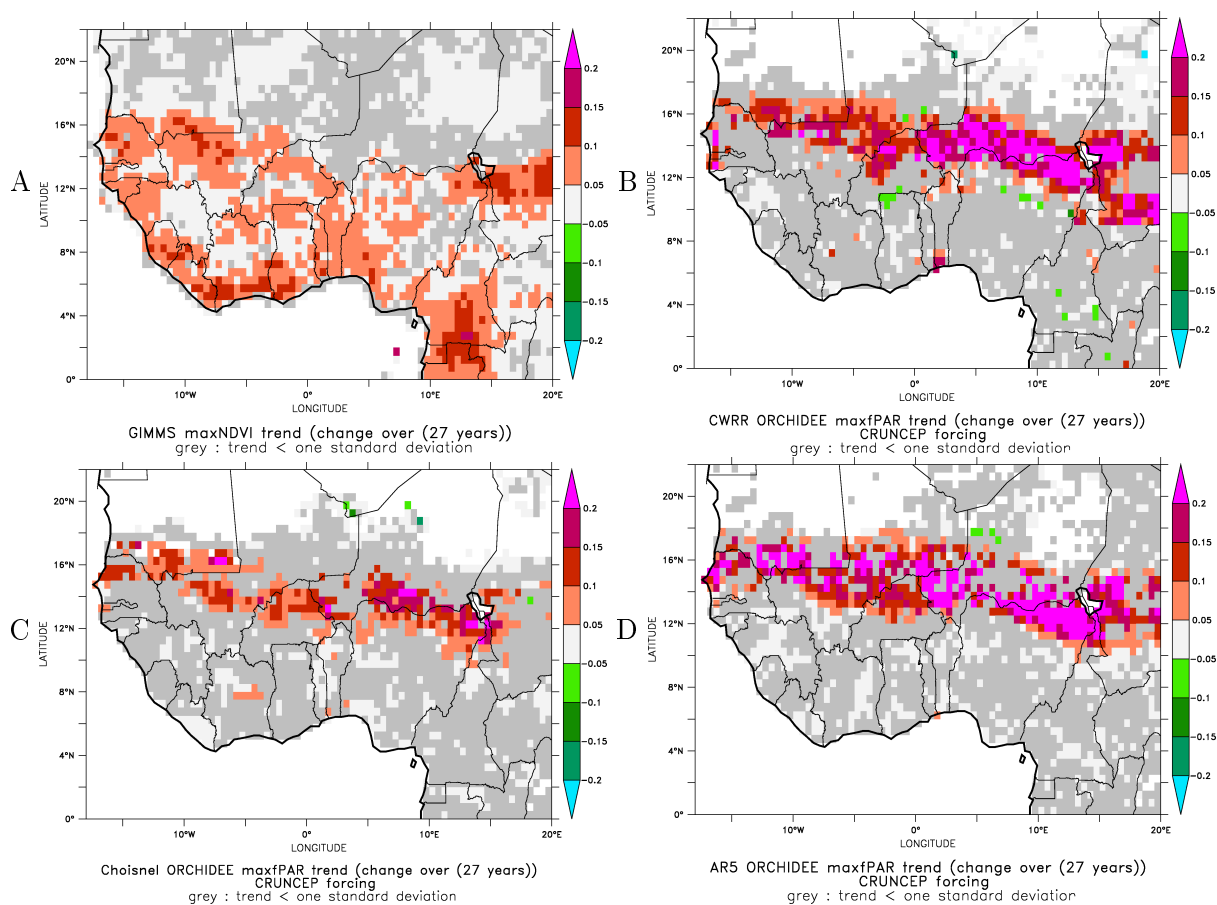 A
20°N
16°N
12°N
8°N
4°N
0°
LATITUDE
10°W
0°
10°E
20°E
LONGITUDE
0.2
0.15
0.1
0.05
-0.05
-0.1
-0.15
-0.2
GIMMS maxNDVI trend (change over (27 years))
grey : trend < one standard deviation
B
20°N
16°N
12°N
8°N
4°N
0°
LATITUDE
10°W
0°
10°E
20°E
LONGITUDE
0.2
0.15
0.1
0.05
-0.05
-0.1
-0.15
-0.2
CWRR ORCHIDEE maxfPAR trend (change over (27 years))
CRUNCEP forcing
grey : trend < one standard deviation
C
20°N
16°N
12°N
8°N
4°N
0°
LATITUDE
10°W
0°
10°E
20°E
LONGITUDE
0.2
0.15
0.1
0.05
-0.05
-0.1
-0.15
-0.2
Choisnel ORCHIDEE maxfPAR trend (change over (27 years))
CRUNCEP forcing
grey : trend < one standard deviation
D
20°N
16°N
12°N
8°N
4°N
0°
LATITUDE
10°W
0°
10°E
20°E
LONGITUDE
0.2
0.15
0.1
0.05
-0.05
-0.1
-0.15
-0.2
AR5 ORCHIDEE maxfPAR trend (change over (27 years))
CRUNCEP forcing
grey : trend < one standard deviation